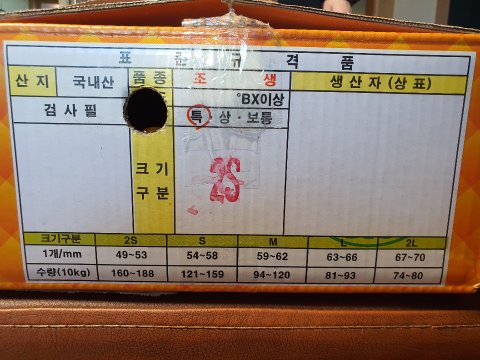 표 준 규 격 품
산 지 국내산 품종 조 생 생 산 자 (상 표)
°BX이상
검 사 필 특 · 상 · 보통
크 기
구 분
2S
크기구분 2S S M L 2L
1개/mm 49~53 54~58 59~62 63~66 67~70
수량(10kg) 160~188 121~159 94~120 81~93 74~80